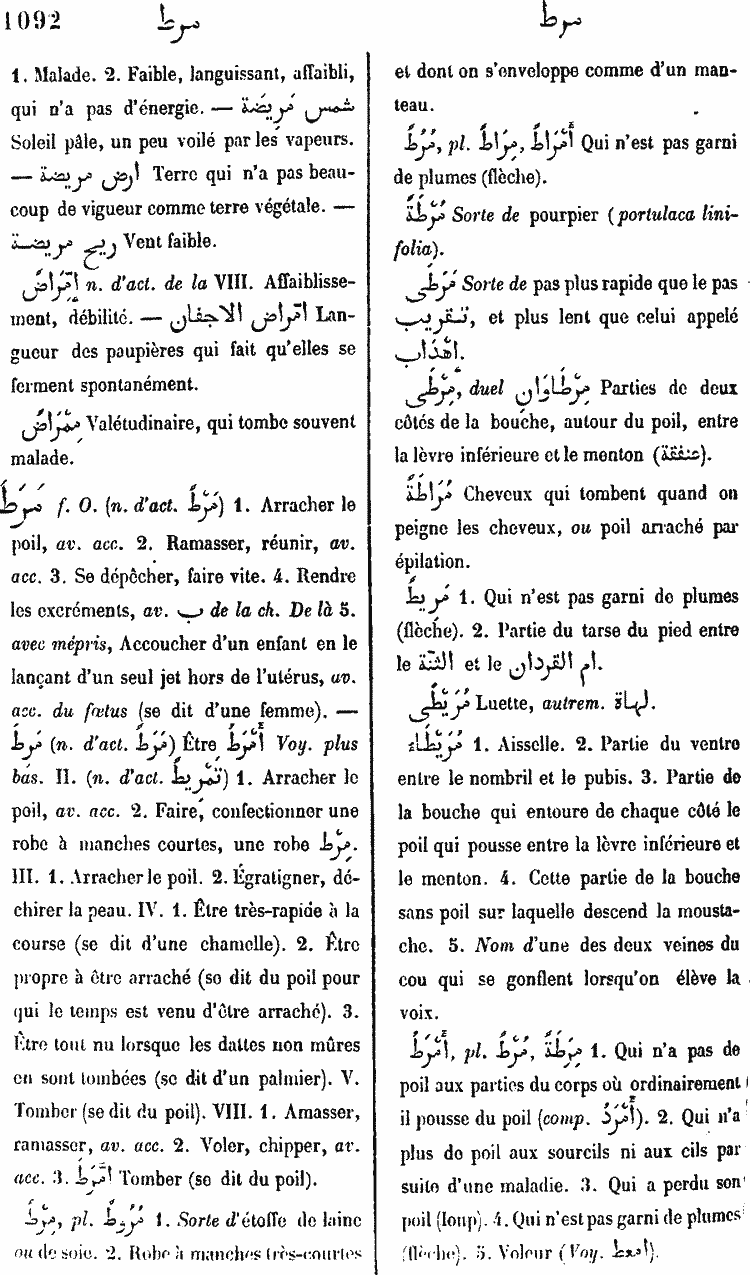 1092 مرط مرط
1. Malade. 2. Faible, languissant, affaibli,
qui n'a pas d'énergie. — شمس مَرِيضَة
Soleil pâle, un peu voilé par les vapeurs.
— ارض مريضة Terre qui n'a pas beau-
coup de vigueur comme terre végétale. —
ريح مريضة Vent faible.
إِمْرَاضٌ n. d'act. de la VIII. Affaiblisse-
ment, débilité. — امْراض الاجفان Lan-
gueur des paupières qui fait qu'elles se
ferment spontanément.
مِمْرَاضٌ Valétudinaire, qui tombe souvent
malade.
مَرَطَ f. O. (n. d'act. مَرْطٌ) 1. Arracher le
poil, av. acc. 2. Ramasser, réunir, av.
acc. 3. Se dépêcher, faire vite. 4. Rendre
les excréments, av. ب de la ch. De là 5.
avec mépris, Accoucher d'un enfant en le
lançant d'un seul jet hors de l'utérus, av.
acc. du fœtus (se dit d'une femme). —
مَرِطَ (n. d'act. مَرَطٌ) Être أَمْرَطُ Voy. plus
bas. II. (n. d'act. تَمْرِيطٌ) 1. Arracher le
poil, av. acc. 2. Faire, confectionner une
robe à manches courtes, une robe مِرْط.
III. 1. Arracher le poil. 2. Égratigner, dé-
chirer la peau. IV. 1. Être très-rapide à la
course (se dit d'une chamelle). 2. Être
propre à être arraché (se dit du poil pour
qui le temps est venu d'être arraché). 3.
Être tout nu lorsque les dattes non mûres
en sont tombées (se dit d'un palmier). V.
Tomber (se dit du poil). VIII. 1. Amasser,
ramasser, av. acc. 2. Voler, chipper, av.
acc. 3. امَّرَطَ Tomber (se dit du poil).
مِرْطٌ, pl. مُرُوطٌ 1. Sorte d'étoffe de laine
ou de soie. 2. Robe à manches très-courtes
et dont on s'enveloppe comme d'un man-
teau.
مُرُطٌ, pl. أَمْرَاطٌ, مِرَاطٌ Qui n'est pas garni
de plumes (flèche).
مُرْطَةٌ Sorte de pourpier (portulaca lini-
folia).
مَرَطَى Sorte de pas plus rapide que le pas
تقريب, et plus lent que celui appelé
اهْذَاب.
مِرْطَى, duel مِرْطَاوَانِ Parties de deux
côtés de la bouche, autour du poil, entre
la lèvre inférieure et le menton (عنفقة).
مُرَاطَةٌ Cheveux qui tombent quand on
peigne les cheveux, ou poil arraché par
épilation.
مَرِيطٌ 1. Qui n'est pas garni de plumes
(flèche). 2. Partie du tarse du pied entre
le الثُنَّة et le ام القردان.
مُرَيْطَى Luette, autrem. لهاة.
مُرَيْطَاء 1. Aisselle. 2. Partie du ventre
entre le nombril et le pubis. 3. Partie de
la bouche qui entoure de chaque côté le
poil qui pousse entre la lèvre inférieure et
le menton. 4. Cette partie de la bouche
sans poil sur laquelle descend la mousta-
che. 5. Nom d'une des deux veines du
cou qui se gonflent lorsqu'on élève la
voix.
أَمْرَطُ, pl. مُرْطٌ, مِرَطَةٌ 1. Qui n'a pas de
poil aux parties du corps où ordinairement
il pousse du poil (comp. أَمْرَدُ). 2. Qui n'a
plus de poil aux sourcils ni aux cils par
suite d'une maladie. 3. Qui a perdu son
poil (loup). 4. Qui n'est pas garni de plumes
(flèche). 5. Voleur (Voy. امعط).